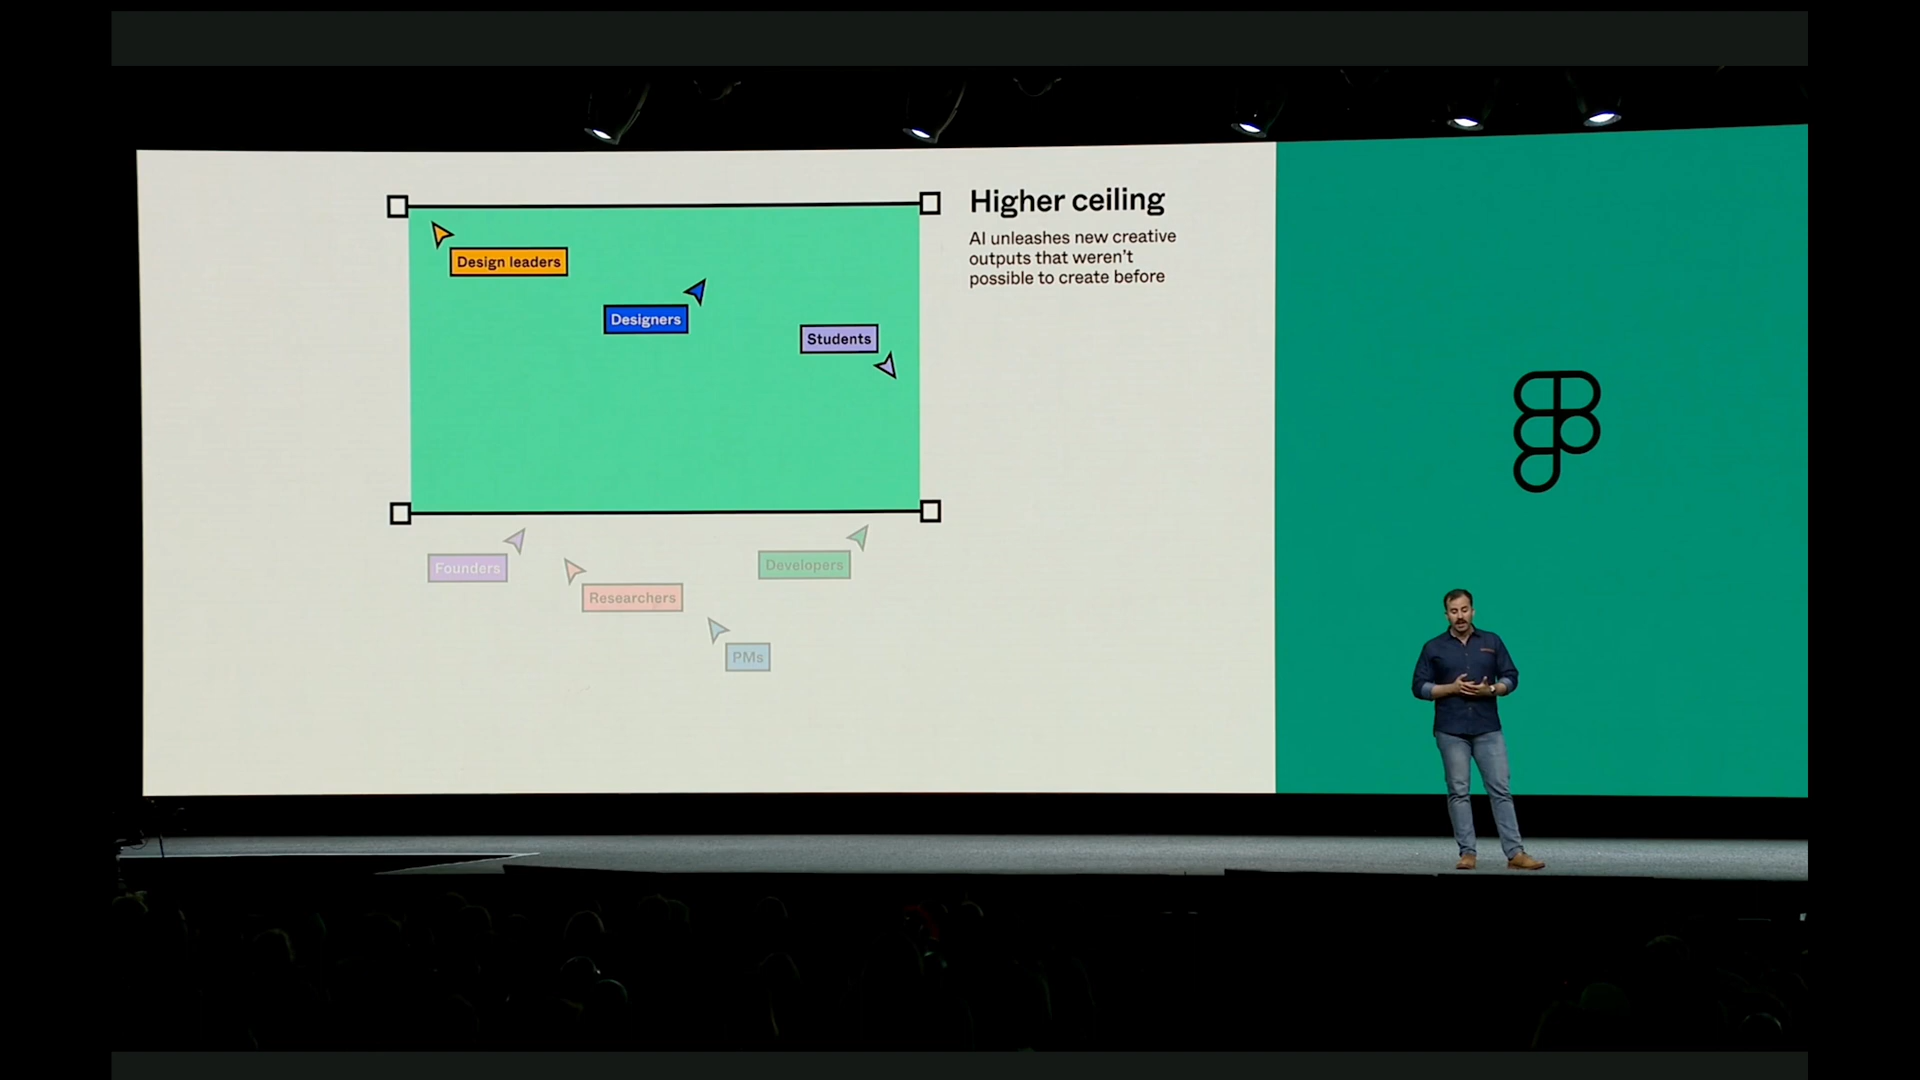 Higher ceiling
AI unleashes new creative
outputs that weren't
possible to create before
Design leaders
Designers
Students
Founders
Developers
Researchers
PMs